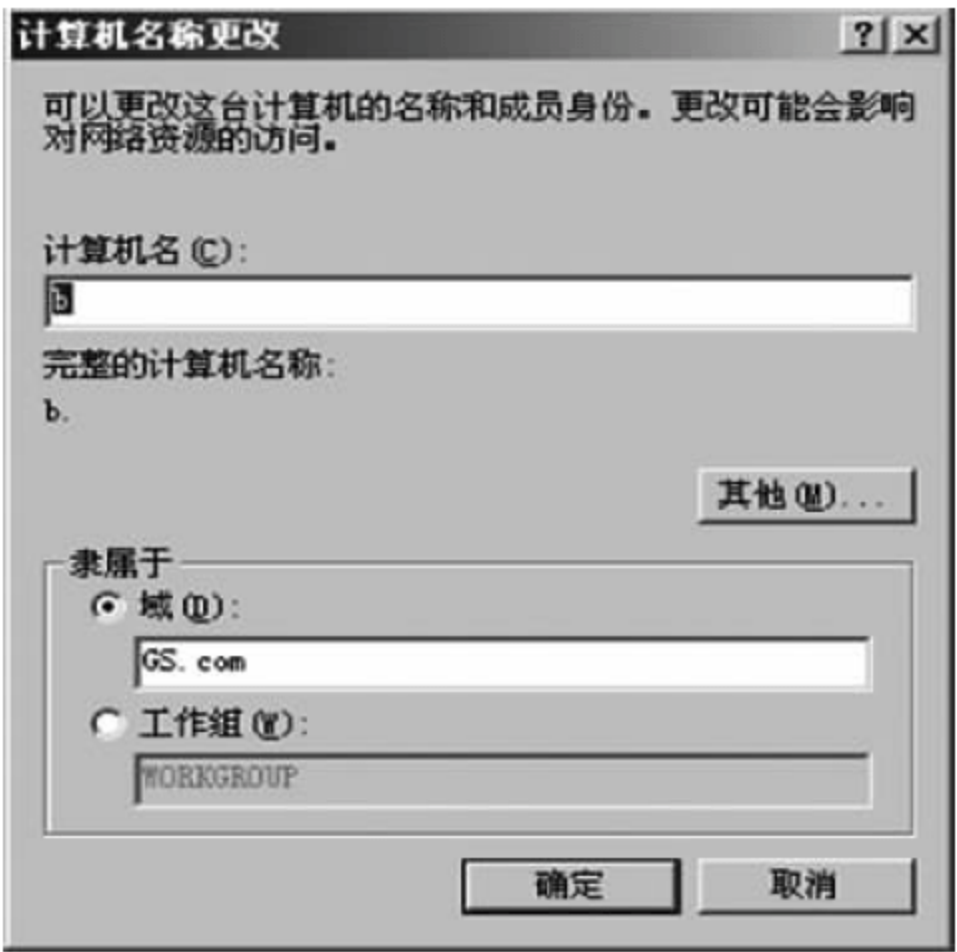 计算机名称更改
可以更改这台计算机的名称和成员身份。更改可能会影响
对网络资源的访问。
计算机名(C):
b
完整的计算机名称:
b.
其他(M)...
隶属于
域(D):
GS.com
工作组(W):
WORKGROUP
确定 取消